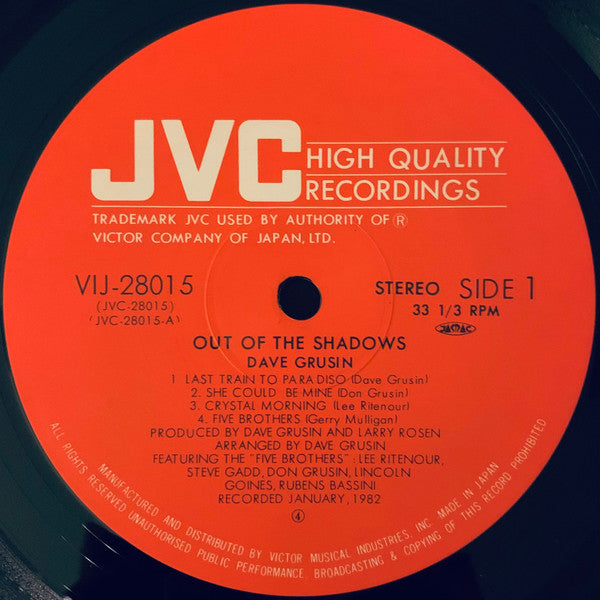 JVC
HIGH QUALITY
RECORDINGS
TRADEMARK JVC USED BY AUTHORITY OF ®
VICTOR COMPANY OF JAPAN, LTD.
VIJ-28015
(JVC-28015)
(JVC-28015-A)
STEREO SIDE 1
33 1/3 RPM
JASRAC
OUT OF THE SHADOWS
DAVE GRUSIN
1 LAST TRAIN TO PARADISO (Dave Grusin)
2. SHE COULD BE MINE (Don Grusin)
3. CRYSTAL MORNING (Lee Ritenour)
4. FIVE BROTHERS (Gerry Mulligan)
PRODUCED BY DAVE GRUSIN AND LARRY ROSEN
ARRANGED BY DAVE GRUSIN
FEATURING THE "FIVE BROTHERS": LEE RITENOUR,
STEVE GADD, DON GRUSIN, LINCOLN
GOINES, RUBENS BASSINI
RECORDED JANUARY, 1982
④
MANUFACTURED AND DISTRIBUTED BY VICTOR MUSICAL INDUSTRIES, INC. MADE IN JAPAN
ALL RIGHTS RESERVED UNAUTHORISED PUBLIC PERFORMANCE, BROADCASTING & COPYING OF THIS RECORD PROHIBITED